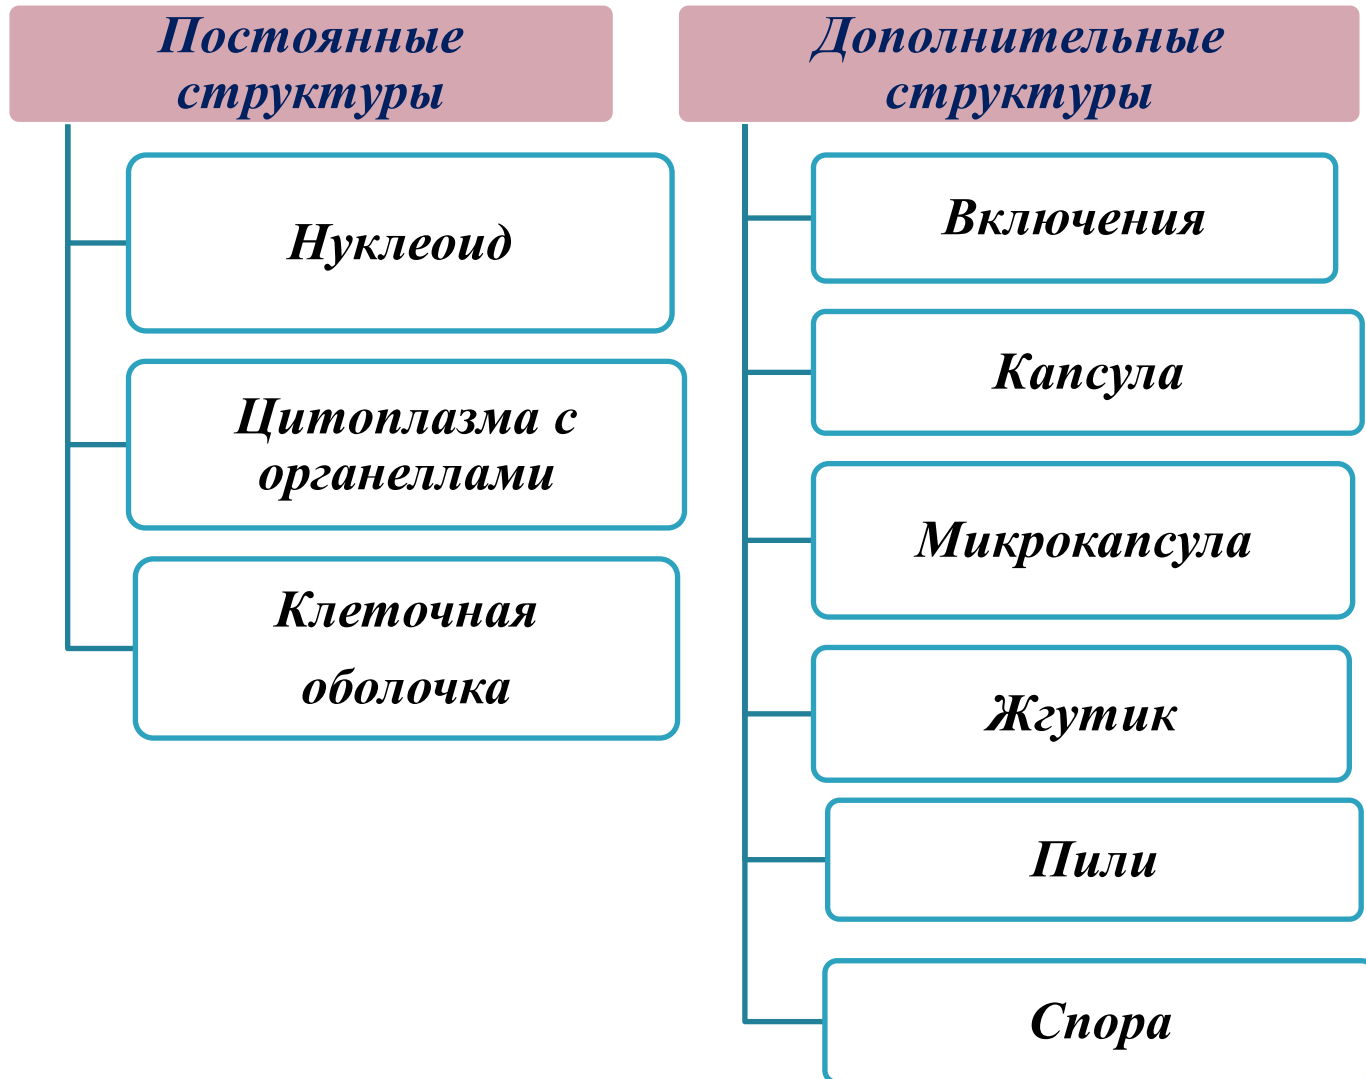 Постоянные
структуры
Нуклеоид
Цитоплазма с
органеллами
Клеточная
оболочка
Дополнительные
структуры
Включения
Капсула
Микрокапсула
Жгутик
Пили
Спора